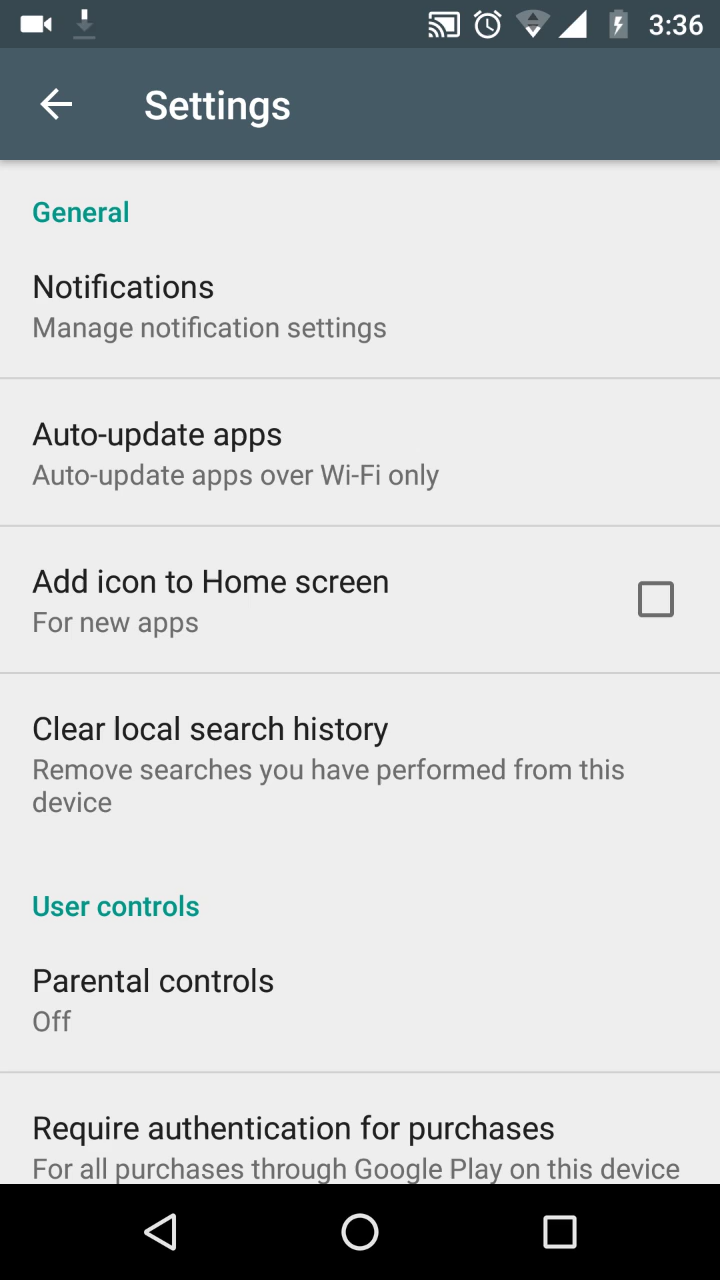 3:36
Settings
General
Notifications
Manage notification settings
Auto-update apps
Auto-update apps over Wi-Fi only
Add icon to Home screen
For new apps
Clear local search history
Remove searches you have performed from this
device
User controls
Parental controls
Off
Require authentication for purchases
For all purchases through Google Play on this device